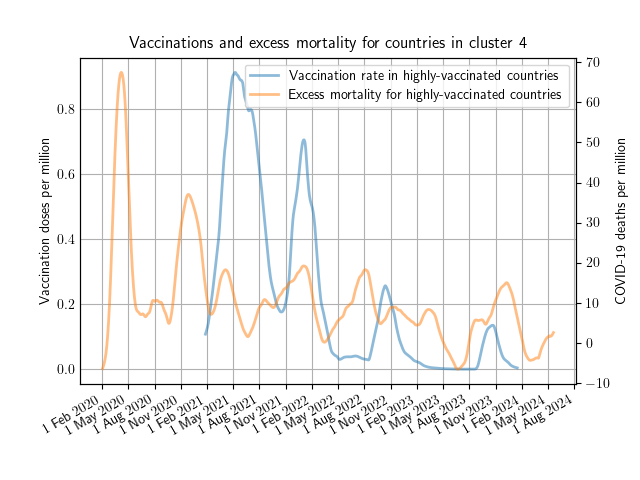 Vaccinations and excess mortality for countries in cluster 4
Vaccination rate in highly-vaccinated countries
Excess mortality for highly-vaccinated countries
Vaccination doses per million
0.8
0.6
0.4
0.2
0.0
70
60
50
40
30
20
10
0
−10
COVID-19 deaths per million
1 Feb 2020
1 May 2020
1 Aug 2020
1 Nov 2020
1 Feb 2021
1 May 2021
1 Aug 2021
1 Nov 2021
1 Feb 2022
1 May 2022
1 Aug 2022
1 Nov 2022
1 Feb 2023
1 May 2023
1 Aug 2023
1 Nov 2023
1 Feb 2024
1 May 2024
1 Aug 2024